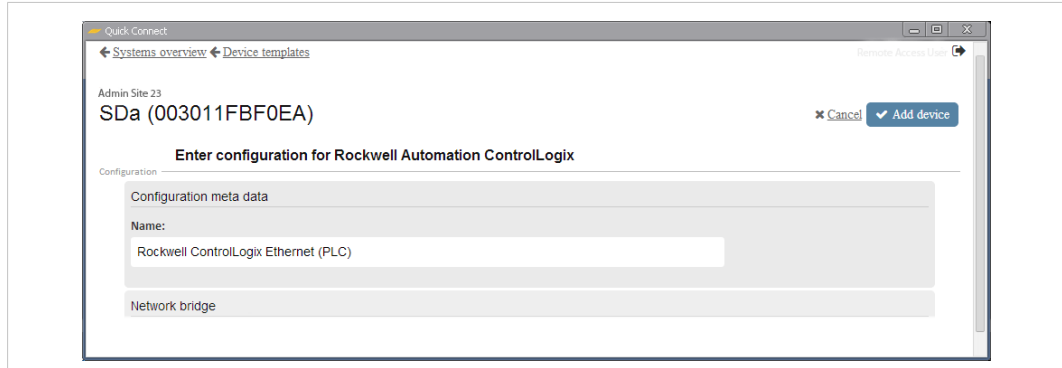 Quick Connect
Systems overview Device templates
Remote Access User
Admin Site 23
SDa (003011FBF0EA)
Cancel Add device
Enter configuration for Rockwell Automation ControlLogix
Configuration
Configuration meta data
Name:
Rockwell ControlLogix Ethernet (PLC)
Network bridge